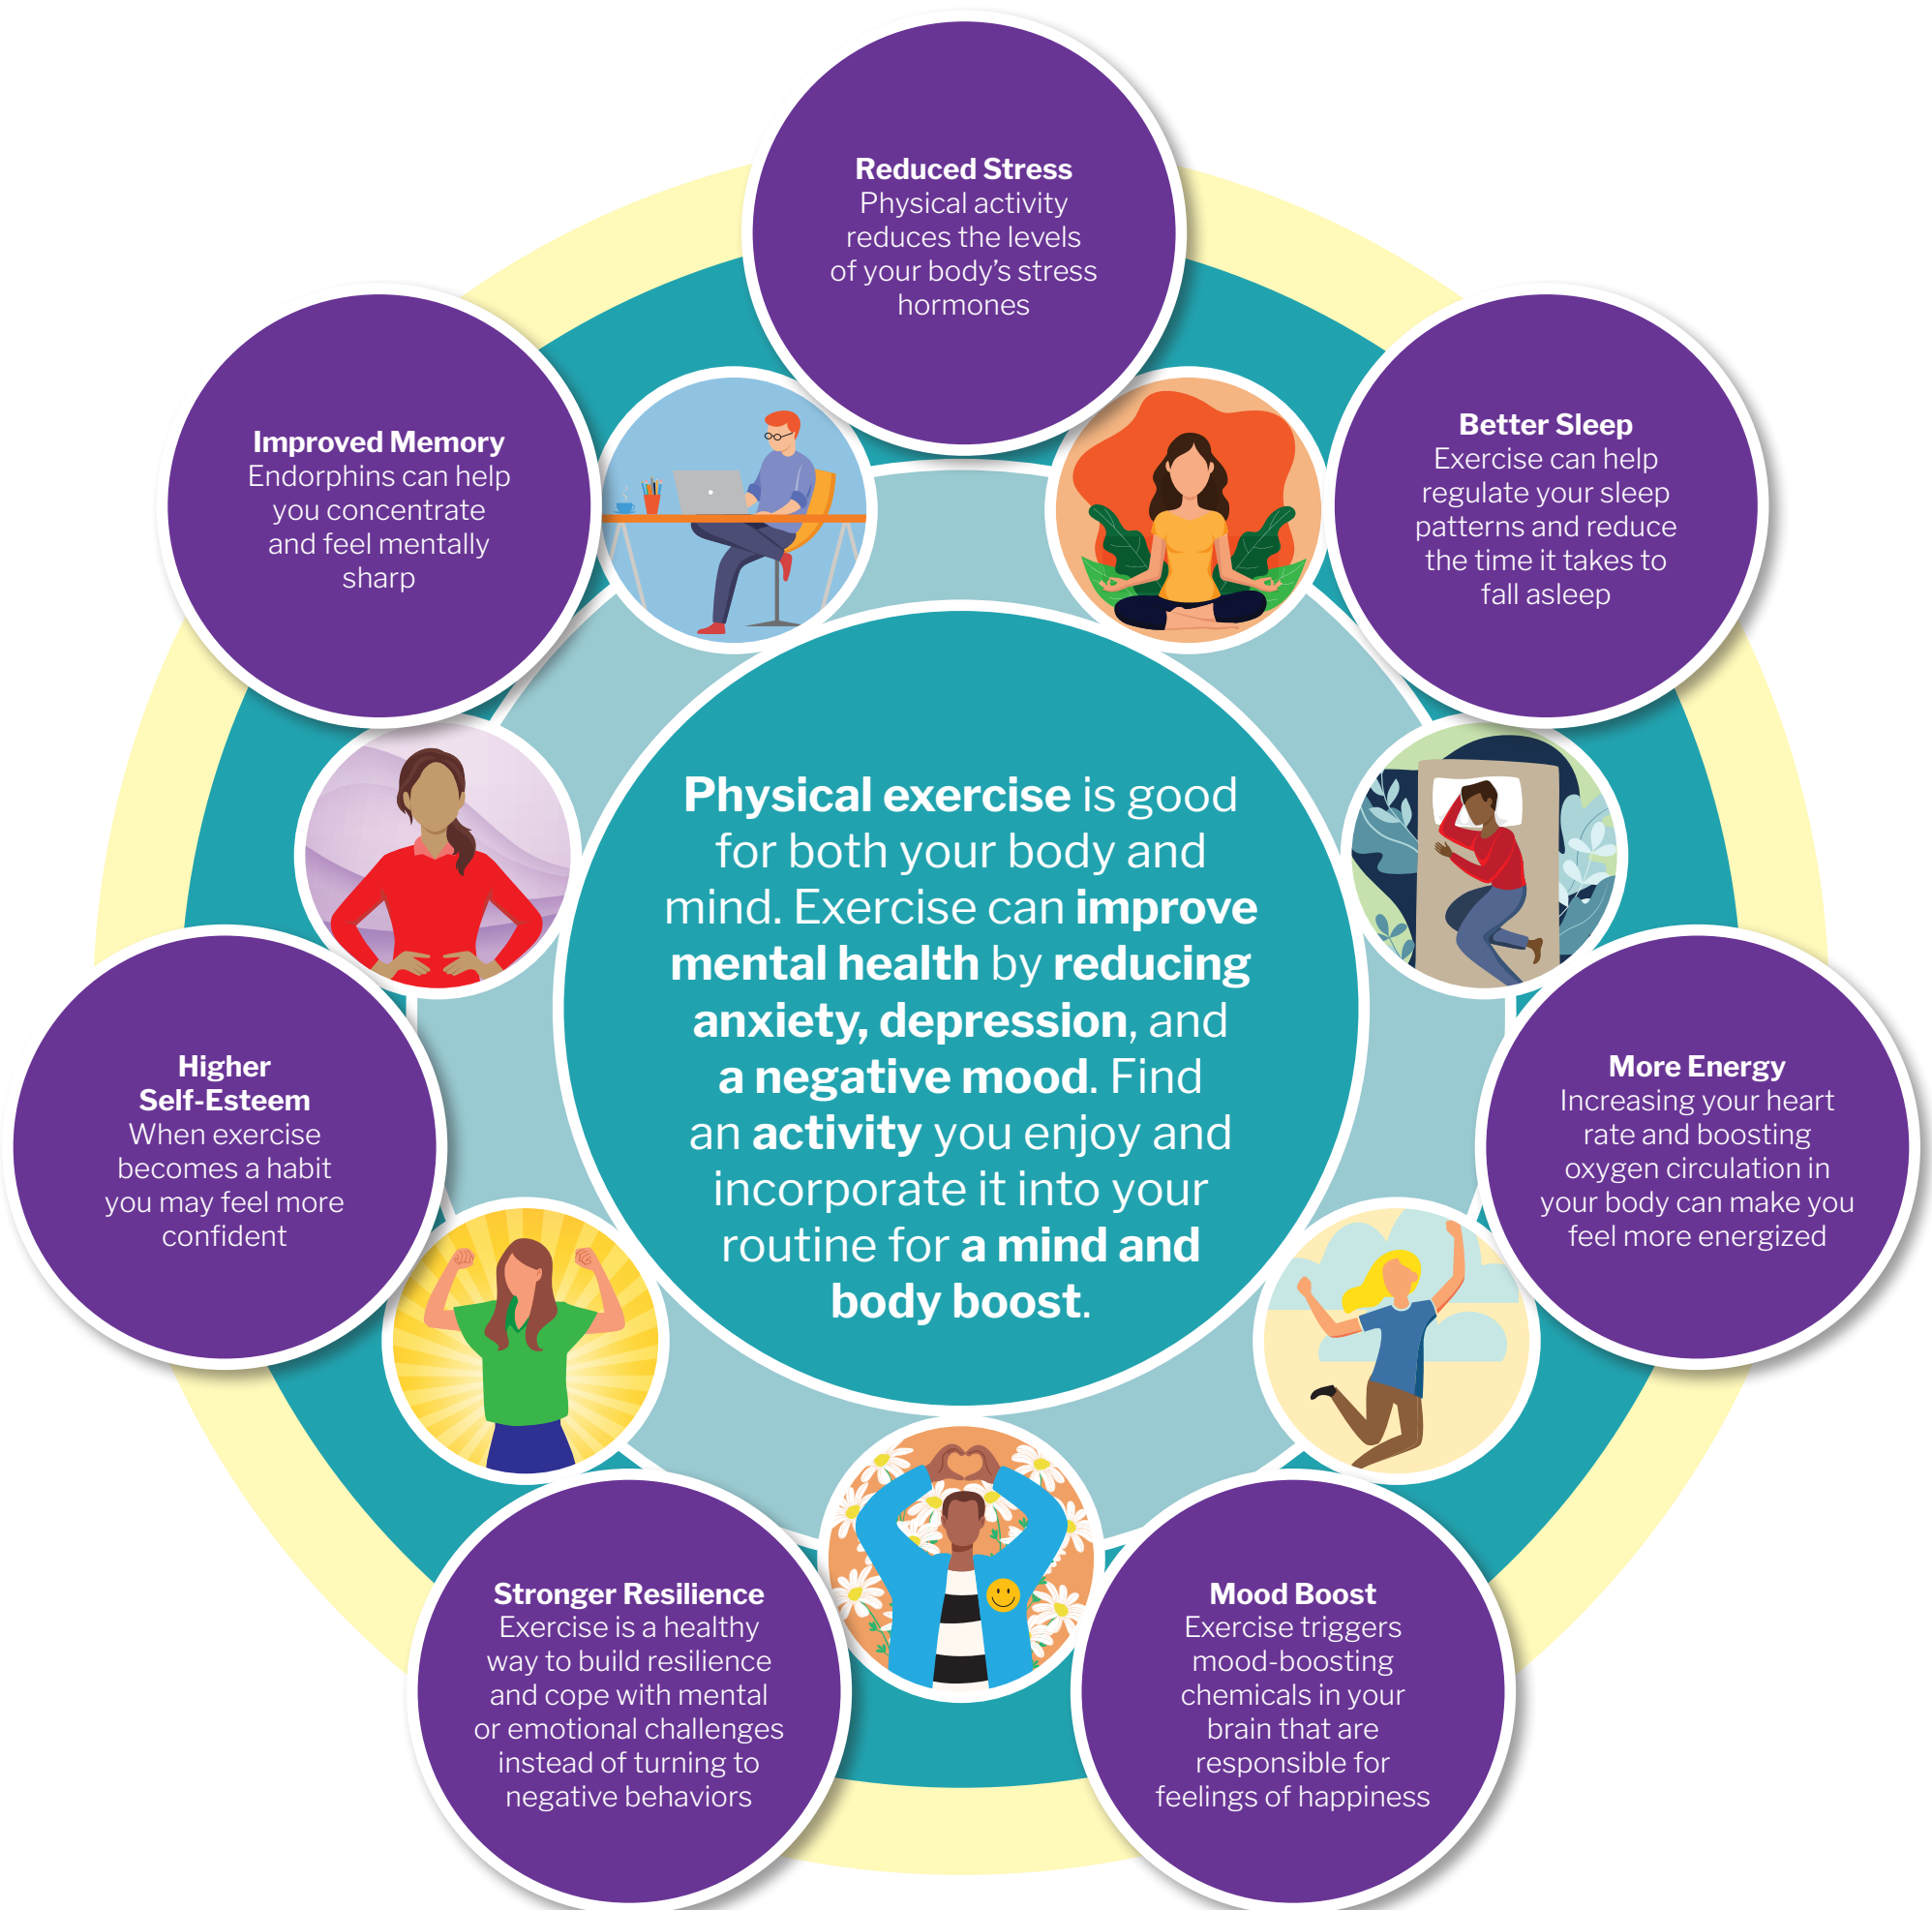 Reduced Stress
Physical activity
reduces the levels
of your body’s stress
hormones
Better Sleep
Exercise can help
regulate your sleep
patterns and reduce
the time it takes to
fall asleep
More Energy
Increasing your heart
rate and boosting
oxygen circulation in
your body can make you
feel more energized
Mood Boost
Exercise triggers
mood-boosting
chemicals in your
brain that are
responsible for
feelings of happiness
Stronger Resilience
Exercise is a healthy
way to build resilience
and cope with mental
or emotional challenges
instead of turning to
negative behaviors
Higher
Self-Esteem
When exercise
becomes a habit
you may feel more
confident
Improved Memory
Endorphins can help
you concentrate
and feel mentally
sharp
Physical exercise is good
for both your body and
mind. Exercise can improve
mental health by reducing
anxiety, depression, and
a negative mood. Find
an activity you enjoy and
incorporate it into your
routine for a mind and
body boost.